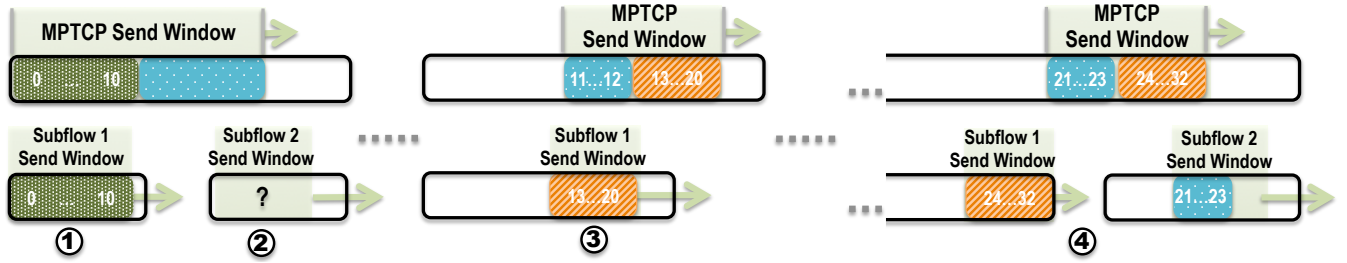 MPTCP Send Window
0 ... 10
MPTCP
Send Window
11...12 13...20
MPTCP
Send Window
21...23 24...32
Subflow 1
Send Window
0 ... 10
Subflow 2
Send Window
?
Subflow 1
Send Window
13...20
Subflow 1
Send Window
24...32
Subflow 2
Send Window
21...23
①
②
③
④